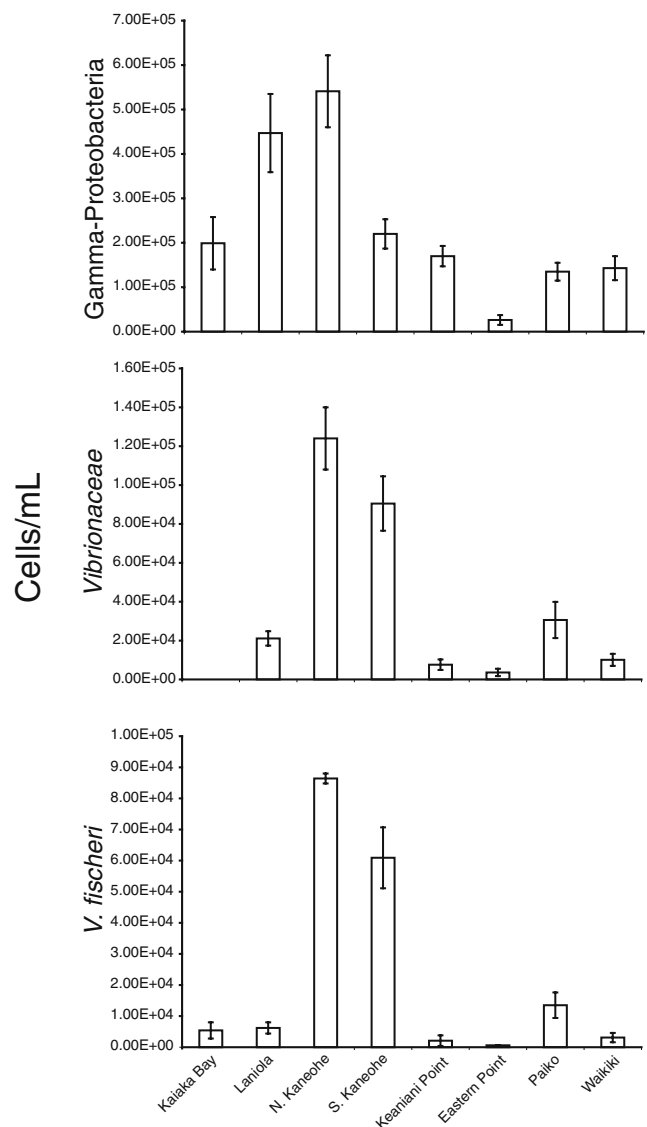 Cells/mL
Gamma-Proteobacteria
7.00E+05
6.00E+05
5.00E+05
4.00E+05
3.00E+05
2.00E+05
1.00E+05
0.00E+00
Vibrionaceae
1.60E+05
1.40E+05
1.20E+05
1.00E+05
8.00E+04
6.00E+04
4.00E+04
2.00E+04
0.00E+00
V. fischeri
1.00E+05
9.00E+04
8.00E+04
7.00E+04
6.00E+04
5.00E+04
4.00E+04
3.00E+04
2.00E+04
1.00E+04
0.00E+00
Kaiaka Bay
Laniola
N. Kaneohe
S. Kaneohe
Keaniani Point
Eastern Point
Paiko
Waikiki